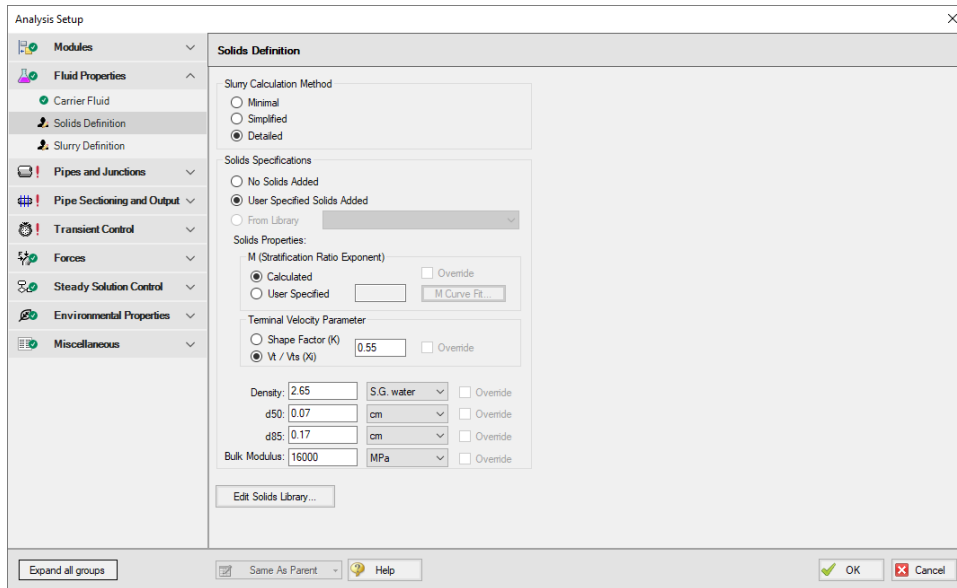 Analysis Setup
Modules
Fluid Properties
Carrier Fluid
Solids Definition
Slurry Definition
Pipes and Junctions
Pipe Sectioning and Output
Transient Control
Forces
Steady Solution Control
Environmental Properties
Miscellaneous
Expand all groups
Solids Definition
Slurry Calculation Method
Minimal
Simplified
Detailed
Solids Specifications
No Solids Added
User Specified Solids Added
From Library
Solids Properties:
M (Stratification Ratio Exponent)
Calculated
Override
User Specified
M Curve Fit...
Terminal Velocity Parameter
Shape Factor (K)
Vt / Vts (Xi)
0.55
Override
Density: 2.65 S.G. water Override
d50: 0.07 cm Override
d85: 0.17 cm Override
Bulk Modulus: 16000 MPa Override
Edit Solids Library...
Same As Parent
Help
OK
Cancel